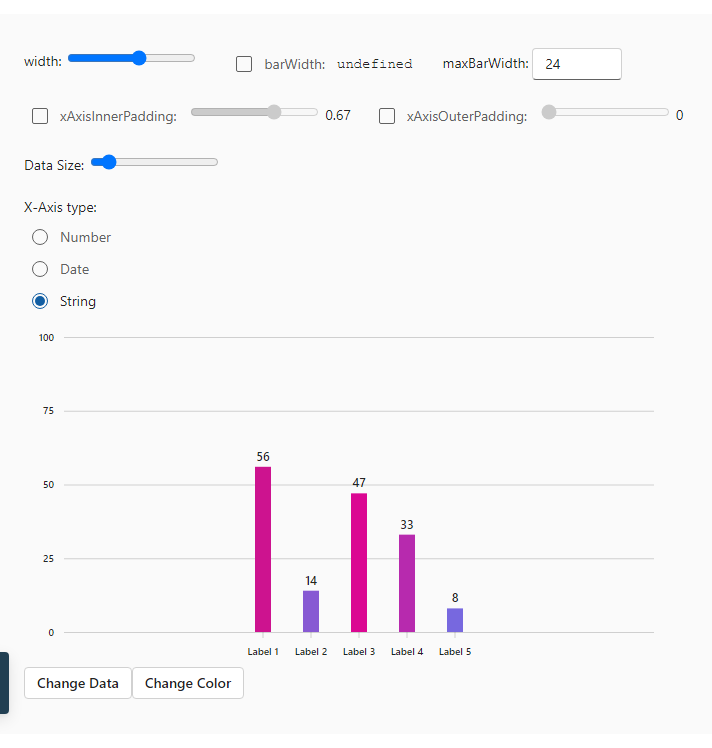 width: barWidth: undefined maxBarWidth: 24
xAxisInnerPadding: 0.67 xAxisOuterPadding: 0
Data Size:
X-Axis type:
Number
Date
String
100
75
56
50
47
33
25
14
8
0
Label 1 Label 2 Label 3 Label 4 Label 5
Change Data Change Color